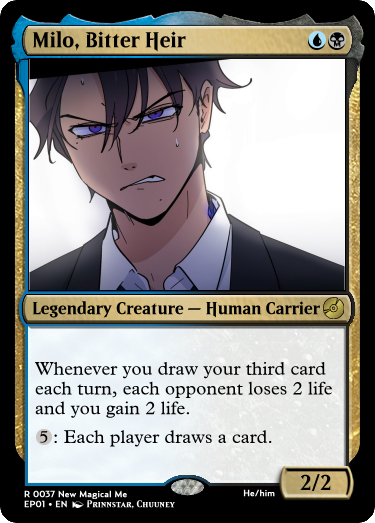 Milo, Bitter Heir
Legendary Creature — Human Carrier
Whenever you draw your third card
each turn, each opponent loses 2 life
and you gain 2 life.
5: Each player draws a card.
2/2
R 0037 New Magical Me
He/him
EP01 • EN PRINNSTAR, CHUUNEY